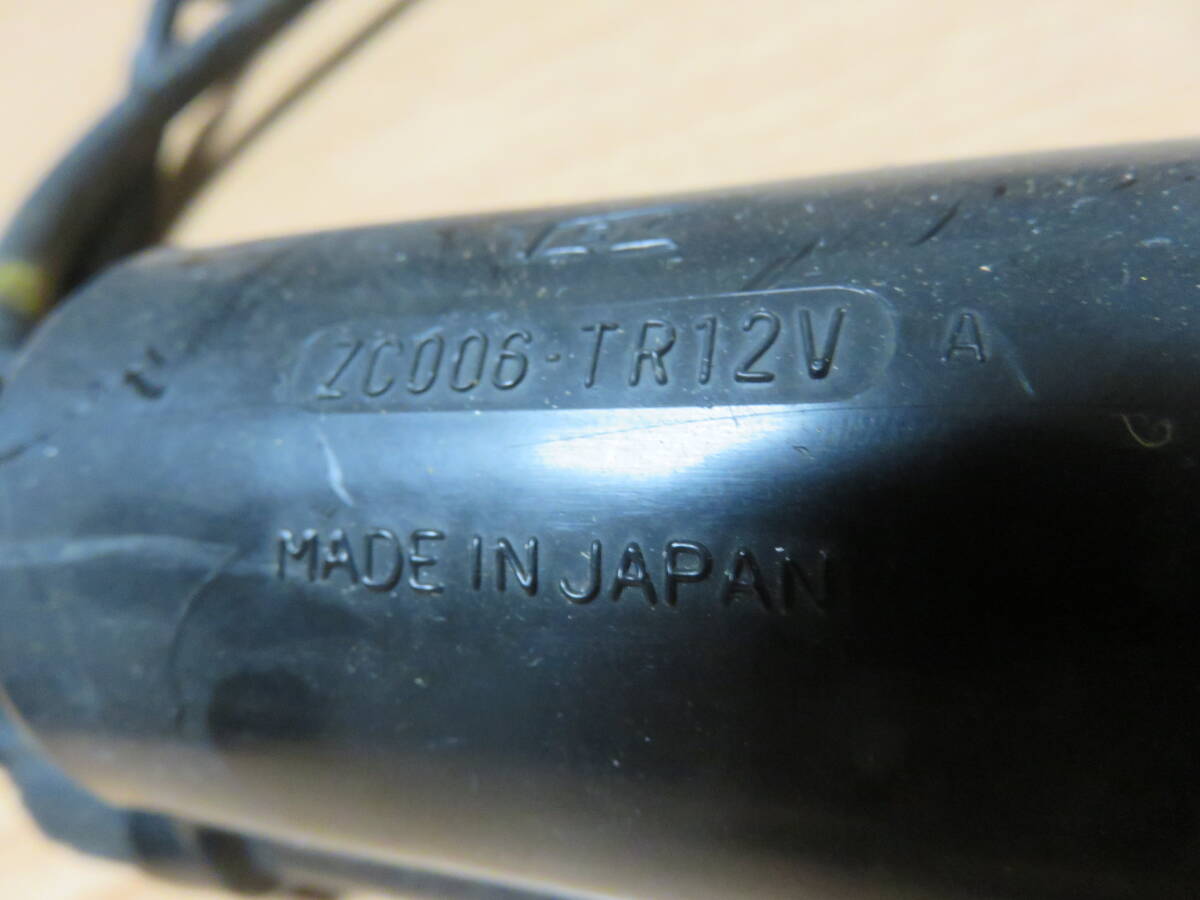 ZC006·TR12V A
MADE IN JAPAN